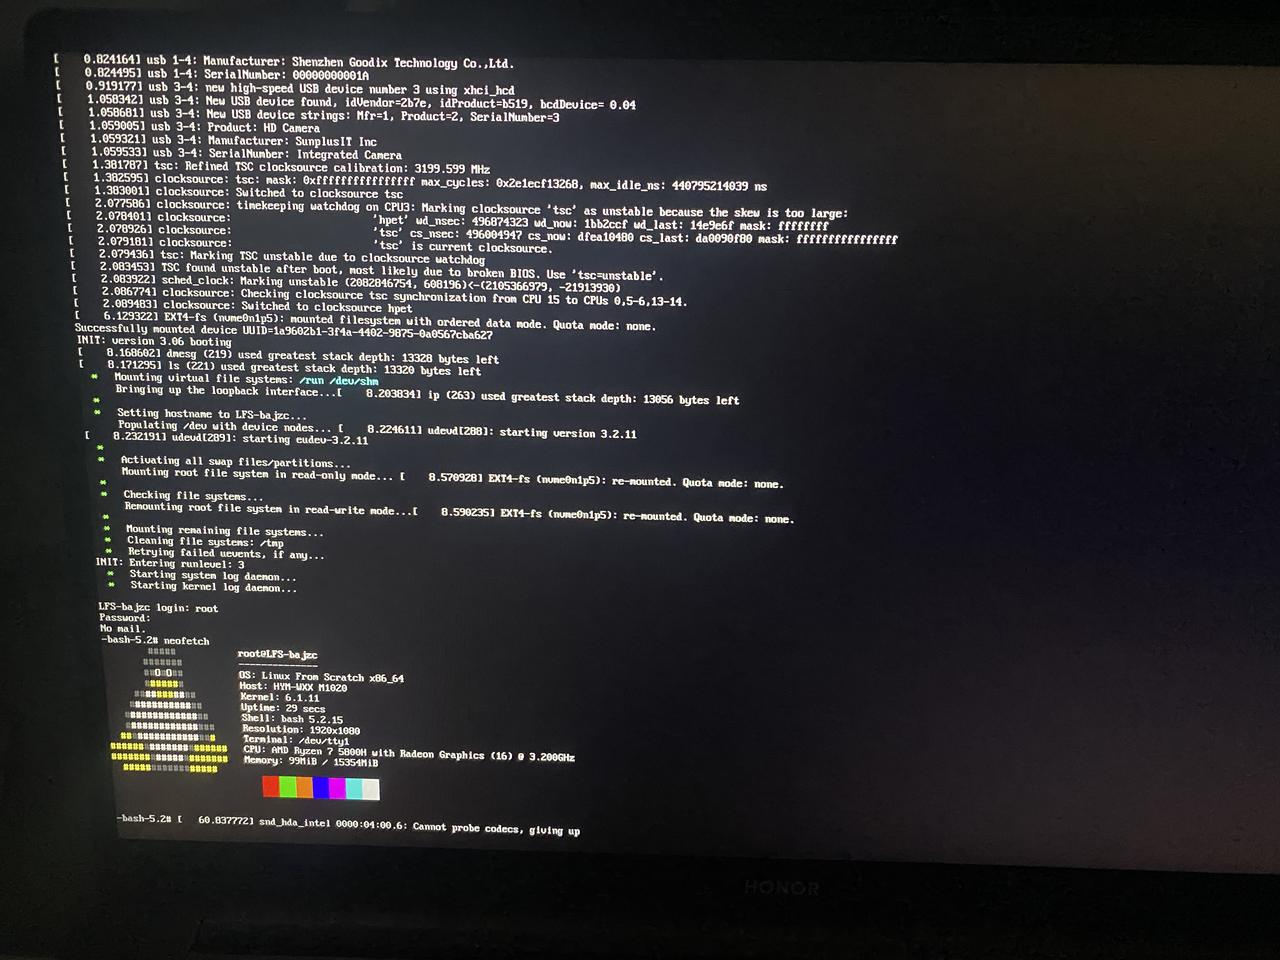 [    0.824164] usb 1-4: Manufacturer: Shenzhen Goodix Technology Co.,Ltd.
[    0.824495] usb 1-4: SerialNumber: 00000000001A
[    0.919177] usb 3-4: new high-speed USB device number 3 using xhci_hcd
[    1.058342] usb 3-4: New USB device found, idVendor=2b7e, idProduct=b519, bcdDevice= 0.04
[    1.058681] usb 3-4: New USB device strings: Mfr=1, Product=2, SerialNumber=3
[    1.059005] usb 3-4: Product: HD Camera
[    1.059321] usb 3-4: Manufacturer: SunplusIT Inc
[    1.059533] usb 3-4: SerialNumber: Integrated Camera
[    1.381787] tsc: Refined TSC clocksource calibration: 3199.599 MHz
[    1.382595] clocksource: tsc: mask: 0xffffffffffffffff max_cycles: 0x2e1ecf13268, max_idle_ns: 440795214039 ns
[    1.383001] clocksource: Switched to clocksource tsc
[    2.077586] clocksource: timekeeping watchdog on CPU3: Marking clocksource 'tsc' as unstable because the skew is too large:
[    2.078401] clocksource:                       'hpet' wd_nsec: 496874323 wd_now: 1bb2ccf wd_last: 14e9e6f mask: ffffffff
[    2.078926] clocksource:                       'tsc' cs_nsec: 496004947 cs_now: dfea10480 cs_last: da0090f80 mask: ffffffffffffffff
[    2.079181] clocksource:                       'tsc' is current clocksource.
[    2.079436] tsc: Marking TSC unstable due to clocksource watchdog
[    2.083453] TSC found unstable after boot, most likely due to broken BIOS. Use 'tsc=unstable'.
[    2.083922] sched_clock: Marking unstable (2082846754, 608196)<-(2105366979, -21913930)
[    2.086774] clocksource: Checking clocksource tsc synchronization from CPU 15 to CPUs 0,5-6,13-14.
[    2.089483] clocksource: Switched to clocksource hpet
[    6.129322] EXT4-fs (nvme0n1p5): mounted filesystem with ordered data mode. Quota mode: none.
Successfully mounted device UUID=1a9602b1-3f4a-4402-9875-0a0567cba627
INIT: version 3.06 booting
[    8.168602] dmesg (219) used greatest stack depth: 13328 bytes left
[    8.171295] ls (221) used greatest stack depth: 13320 bytes left
 *   Mounting virtual file systems: /run /dev/shm
     Bringing up the loopback interface...[    8.203834] ip (263) used greatest stack depth: 13056 bytes left
 *
 *   Setting hostname to LFS-bajzc...
     Populating /dev with device nodes... [    8.224611] udevd[288]: starting version 3.2.11
[    8.232191] udevd[289]: starting eudev-3.2.11
 *
 *   Activating all swap files/partitions...
     Mounting root file system in read-only mode... [    8.570928] EXT4-fs (nvme0n1p5): re-mounted. Quota mode: none.
 *
 *   Checking file systems...
     Remounting root file system in read-write mode...[    8.590235] EXT4-fs (nvme0n1p5): re-mounted. Quota mode: none.
 *
 *   Mounting remaining file systems...
 *   Cleaning file systems: /tmp
 *   Retrying failed uevents, if any...
INIT: Entering runlevel: 3
 *   Starting system log daemon...
 *   Starting kernel log daemon...
LFS-bajzc login: root
Password:
No mail.
-bash-5.2# neofetch
root@LFS-bajzc
--------------
OS: Linux From Scratch x86_64
Host: HYM-WXX M1020
Kernel: 6.1.11
Uptime: 29 secs
Shell: bash 5.2.15
Resolution: 1920x1080
Terminal: /dev/tty1
CPU: AMD Ryzen 7 5800H with Radeon Graphics (16) @ 3.200GHz
Memory: 99MiB / 15354MiB
-bash-5.2# [   60.837772] snd_hda_intel 0000:04:00.6: Cannot probe codecs, giving up
HONOR